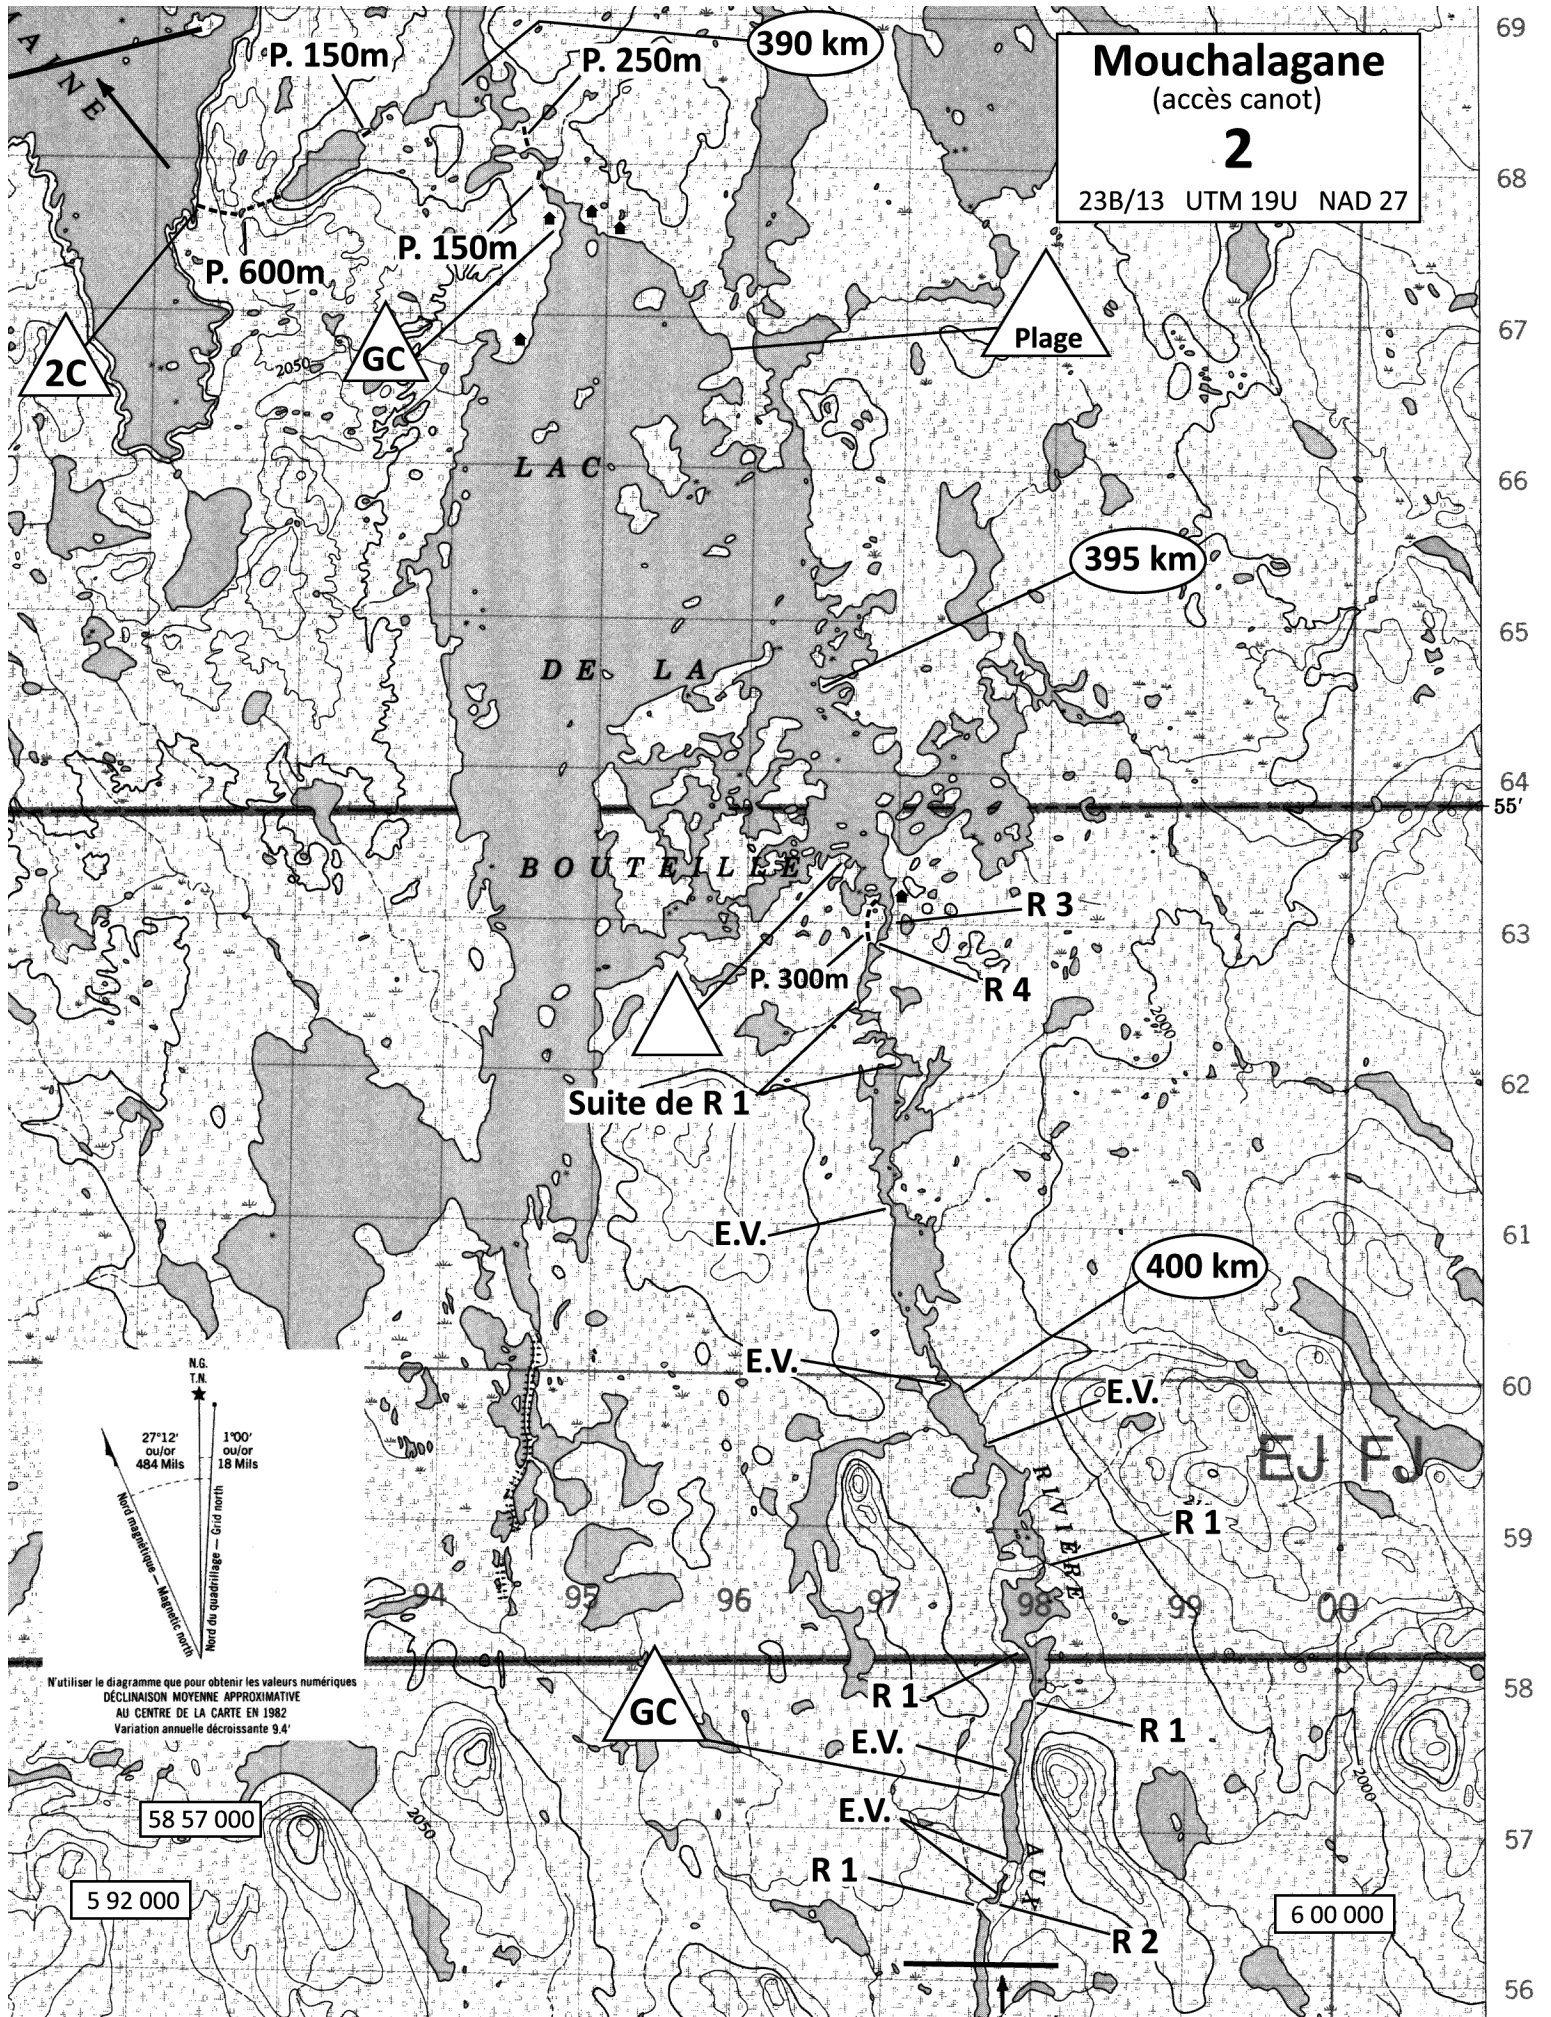 69
390 km
Mouchalagane
(accès canot)
2
23B/13 UTM 19U NAD 27
P. 150m
P. 250m
AINE
68
P. 150m
P. 600m
Plage
67
2C
GC
2050
LAC
66
395 km
65
DE LA
64
55'
BOUTEILLE
R 3
63
P. 300m
R 4
2000
62
Suite de R 1
E.V.
61
400 km
E.V.
60
E.V.
N.G.
T.N.
27°12'
ou/or
484 Mils
1°00'
ou/or
18 Mils
Nord magnétique — Magnetic north
Nord du quadrillage — Grid north
EJ FJ
RIVIÈRE
R 1
59
94
95
96
97
98
99
00
N'utiliser le diagramme que pour obtenir les valeurs numériques
DÉCLINAISON MOYENNE APPROXIMATIVE
AU CENTRE DE LA CARTE EN 1982
Variation annuelle décroissante 9.4'
GC
R 1
58
R 1
E.V.
2000
58 57 000
2050
E.V.
57
AUX
R 1
5 92 000
6 00 000
R 2
56